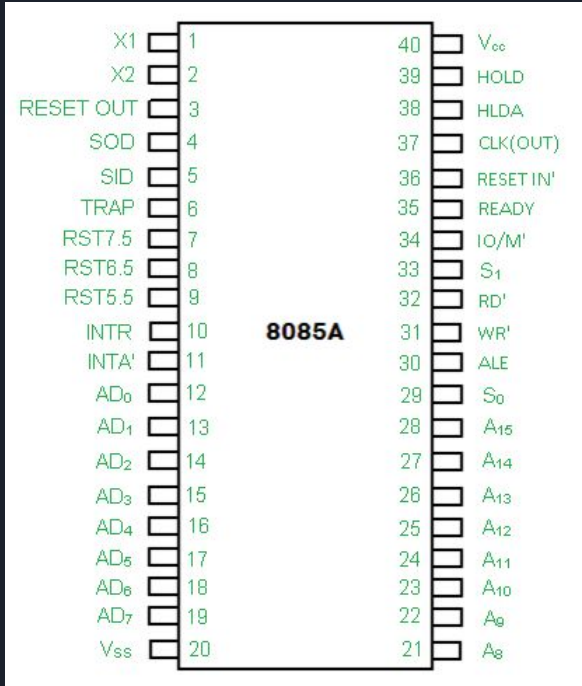 X1 1 40 Vcc
X2 2 39 HOLD
RESET OUT 3 38 HLDA
SOD 4 37 CLK(OUT)
SID 5 36 RESET IN'
TRAP 6 35 READY
RST7.5 7 34 IO/M'
RST6.5 8 33 S₁
RST5.5 9 32 RD'
INTR 10 8085A 31 WR'
INTA' 11 30 ALE
AD₀ 12 29 S₀
AD₁ 13 28 A₁₅
AD₂ 14 27 A₁₄
AD₃ 15 26 A₁₃
AD₄ 16 25 A₁₂
AD₅ 17 24 A₁₁
AD₆ 18 23 A₁₀
AD₇ 19 22 A₉
Vss 20 21 A₈